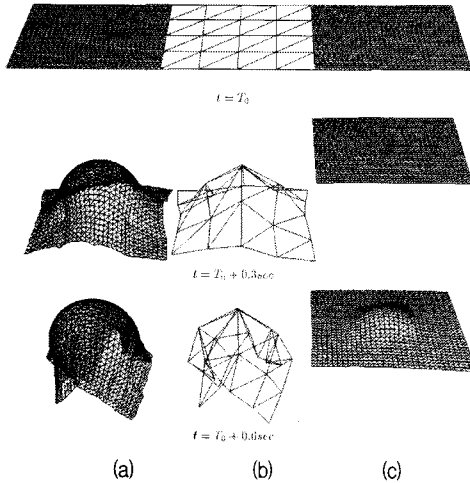 t = T₀
t = T₀ + 0.3sec
t = T₀ + 0.6sec
(a) (b) (c)